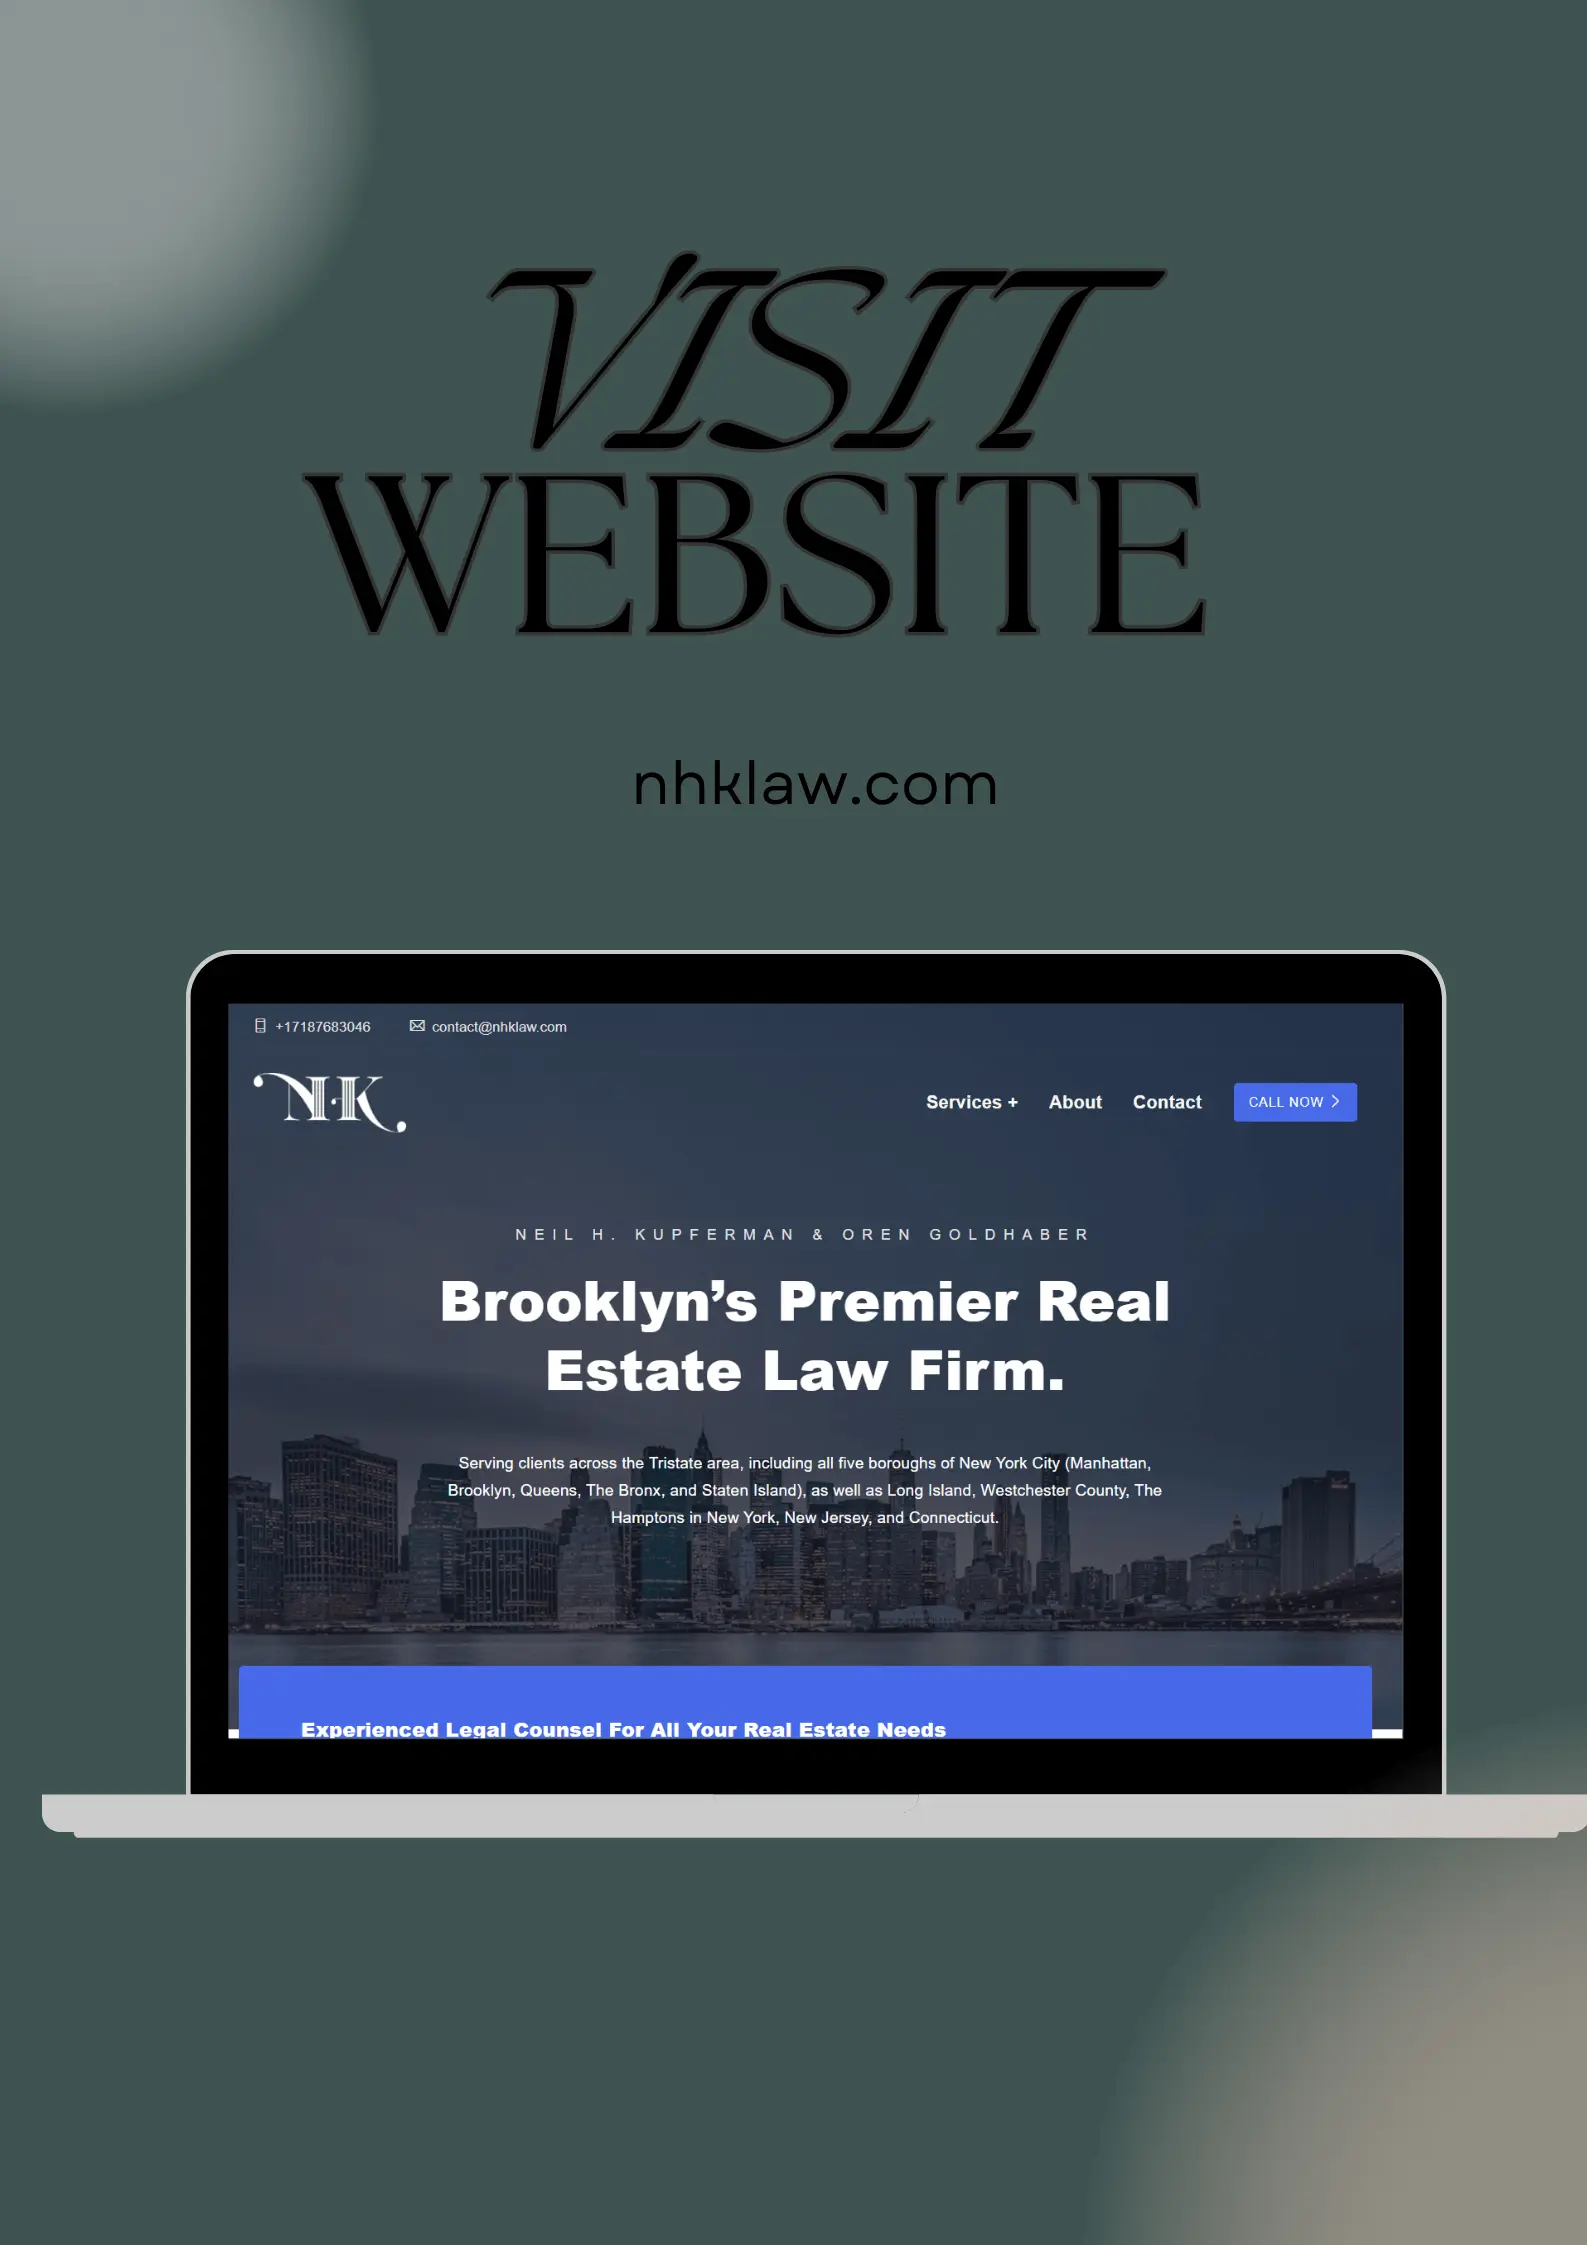 VISIT
WEBSITE
nhklaw.com
+17187683046 contact@nhklaw.com
NHK
Services + About Contact CALL NOW >
NEIL H. KUPFERMAN & OREN GOLDHABER
Brooklyn’s Premier Real
Estate Law Firm.
Serving clients across the Tristate area, including all five boroughs of New York City (Manhattan,
Brooklyn, Queens, The Bronx, and Staten Island), as well as Long Island, Westchester County, The
Hamptons in New York, New Jersey, and Connecticut.
Experienced Legal Counsel For All Your Real Estate Needs